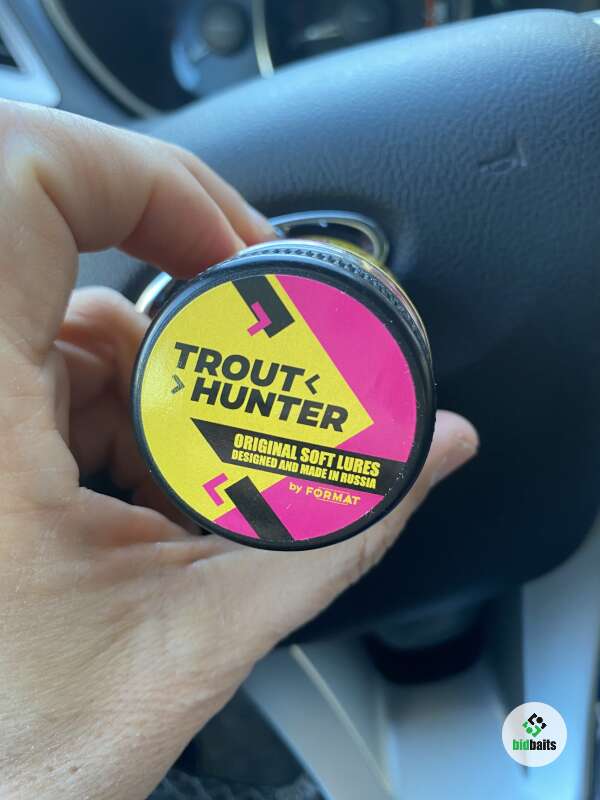 TROUT
HUNTER
ORIGINAL SOFT LURES
DESIGNED AND MADE IN RUSSIA
by FORMAT
bidbaits